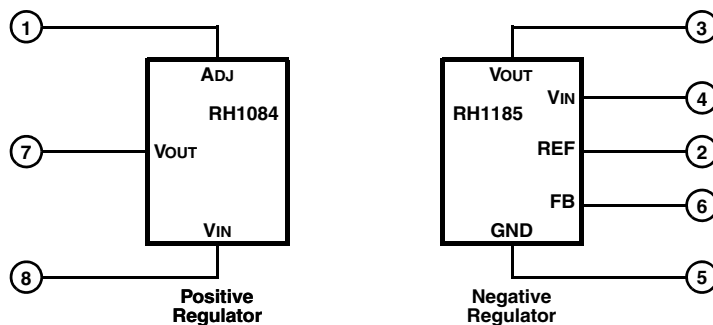 1
ADJ
RH1084
7
VOUT
VIN
8
Positive
Regulator
3
VOUT
VIN
4
RH1185
REF
2
FB
6
GND
5
Negative
Regulator